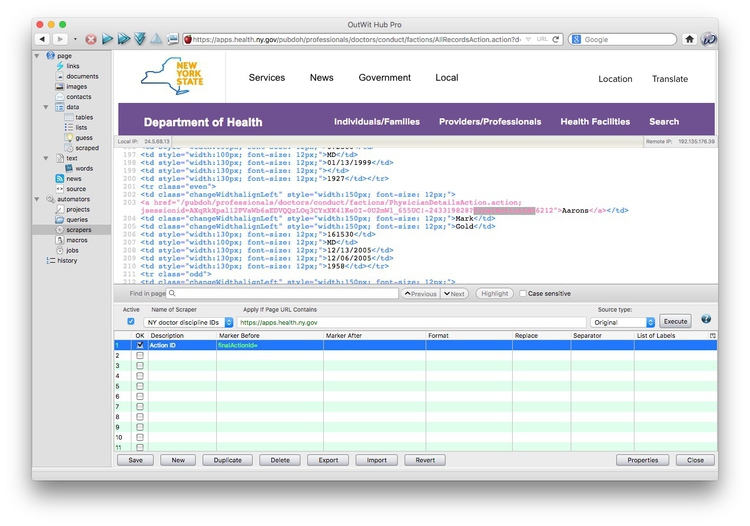 OutWit Hub Pro
https://apps.health.ny.gov/pubdoh/professionals/doctors/conduct/factions/AllRecordsAction.action?d-
URL
Google
page
links
documents
images
contacts
data
tables
lists
guess
scraped
text
words
news
source
automators
projects
queries
scrapers
macros
jobs
history
NEW YORK STATE
Services News Government Local Location Translate
Department of Health Individuals/Families Providers/Professionals Health Facilities Search
Local IP: 24.5.68.13 Remote IP: 192.135.176.39
197 <td style="width:100px; font-size: 12px;">MD</td>
198 <td style="width:130px; font-size: 12px;">01/13/1999</td>
199 <td style="width:130px; font-size: 12px;"></td>
200 <td style="width:130px; font-size: 12px;">1927</td></tr>
201 <tr class="even">
202 <td class="changeWidthalignLeft" style="width:150px; font-size: 12px;">
203 <a href="/pubdoh/professionals/doctors/conduct/factions/PhysicianDetailsAction.action;
6212">Aarons</a></td>
204 <td class="changeWidthalignLeft" style="width:150px; font-size: 12px;">Mark</td>
205 <td class="changeWidthalignLeft" style="width:150px; font-size: 12px;">Gold</td>
206 <td style="width:100px; font-size: 12px;">161530</td>
207 <td style="width:100px; font-size: 12px;">MD</td>
208 <td style="width:130px; font-size: 12px;">12/13/2005</td>
209 <td style="width:130px; font-size: 12px;">12/06/2005</td>
210 <td style="width:130px; font-size: 12px;">1958</td></tr>
211 <tr class="odd">
212 <td class="changeWidthalignLeft" style="width:150px; font-size: 12px;">
Find in page Previous Next Highlight Case sensitive
Active Name of Scraper Apply If Page URL Contains Source type:
NY doctor discipline IDs https://apps.health.ny.gov Original Execute
OK Description Marker Before Marker After Format Replace Separator List of Labels
1 Action ID finalActionId=
2
3
4
5
6
7
8
9
10
11
Save New Duplicate Delete Export Import Revert Properties Close